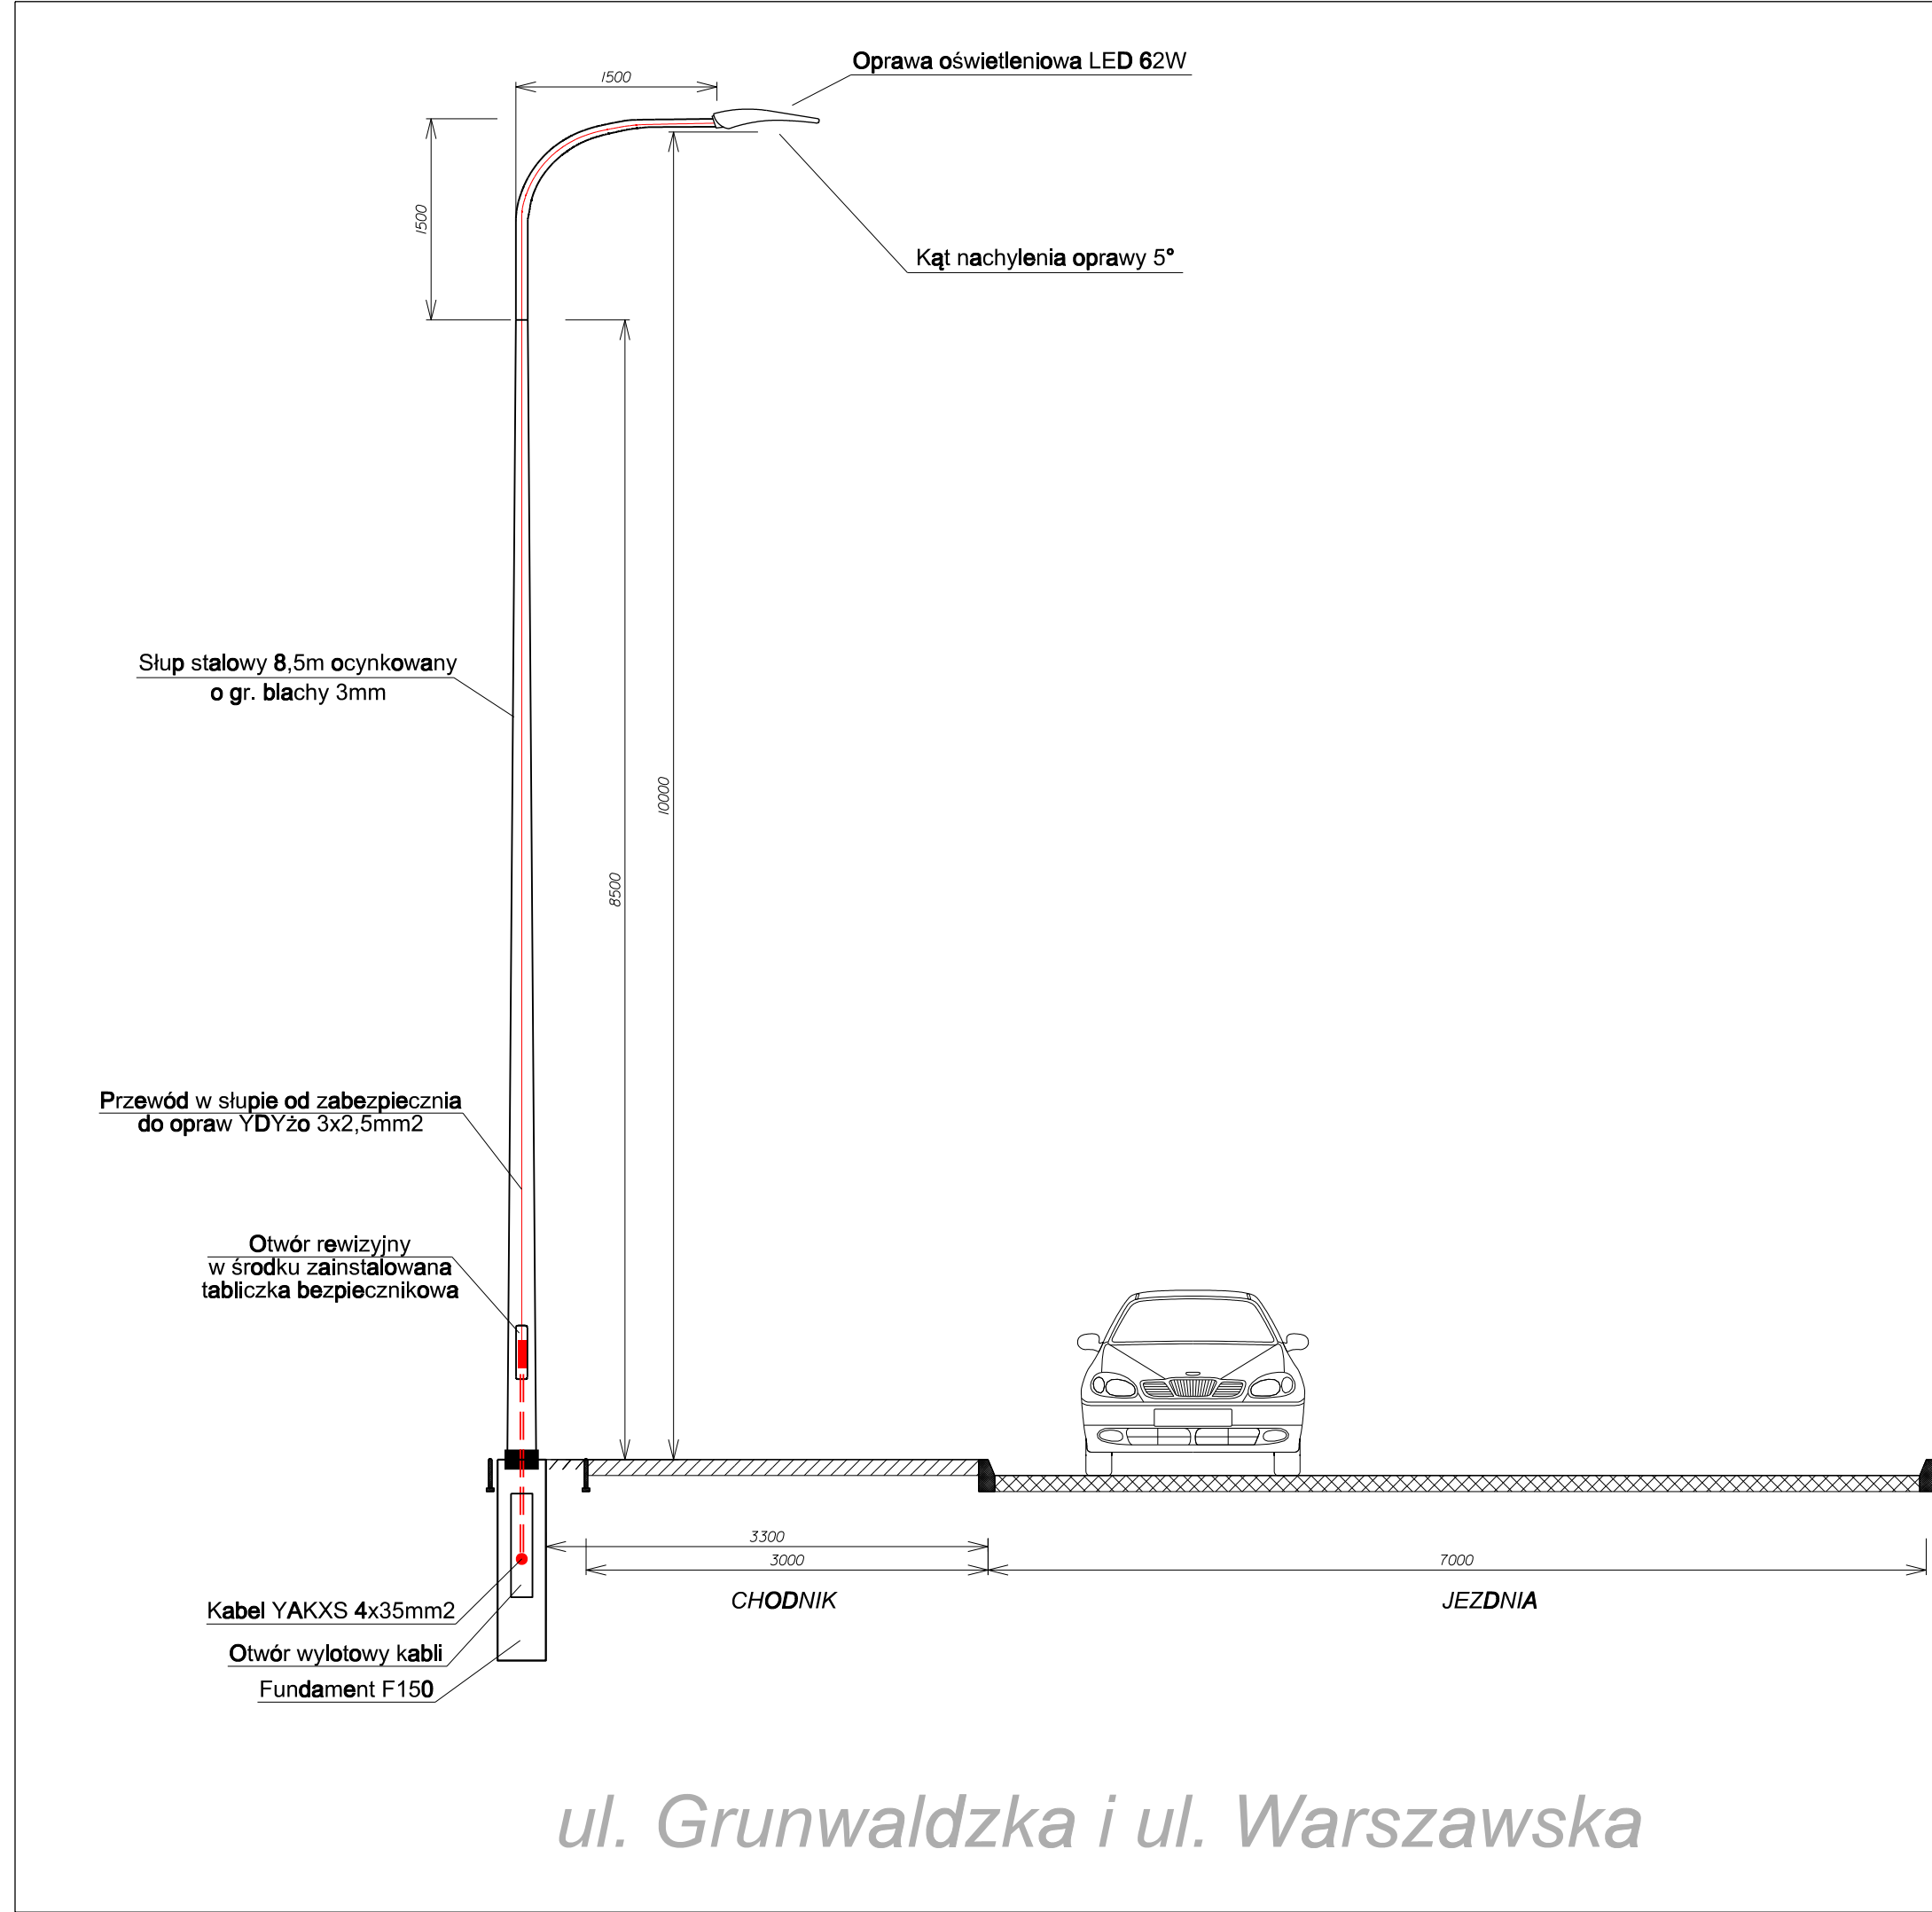 Oprawa oświetleniowa LED 62W
1500
1500
Kąt nachylenia oprawy 5°
Słup stalowy 8,5m ocynkowany
o gr. blachy 3mm
10000
8500
Przewód w słupie od zabezpiecznia
do opraw YDYżo 3x2,5mm2
Otwór rewizyjny
w środku zainstalowana
tabliczka bezpiecznikowa
3300
3000
7000
CHODNIK
JEZDNIA
Kabel YAKXS 4x35mm2
Otwór wylotowy kabli
Fundament F150
ul. Grunwaldzka i ul. Warszawska